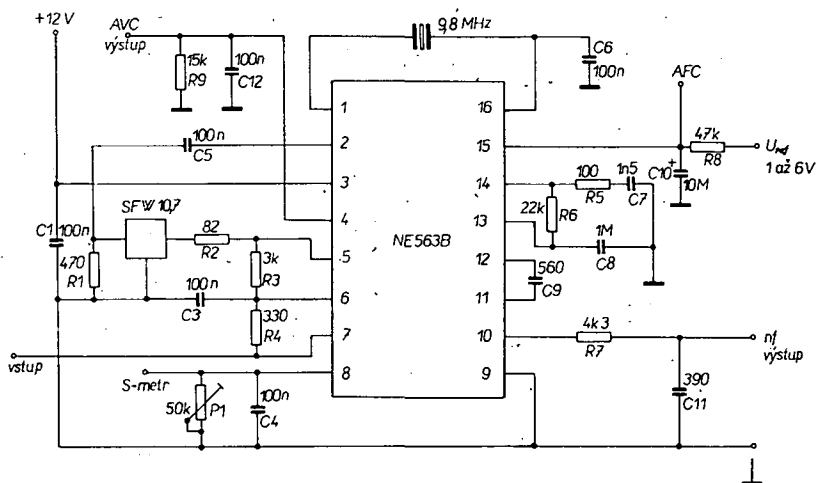 +12 V
AVC
výstup
15k
R9
100n
C12
9,8 MHz
C6
100n
AFC
1
2
3
4
5
6
7
8
16
15
14
13
12
11
10
9
NE563B
100n
C5
SFW 10,7
C1
100n
470
R1
82
R2
3k
R3
100n
C3
330
R4
vstup
S-metr
50k
P1
100n
C4
47k
R8
1 až 6V
C10
+
10M
100
R5
1n5
C7
22k
R6
1M
C8
560
C9
4k3
R7
nf
výstup
390
C11